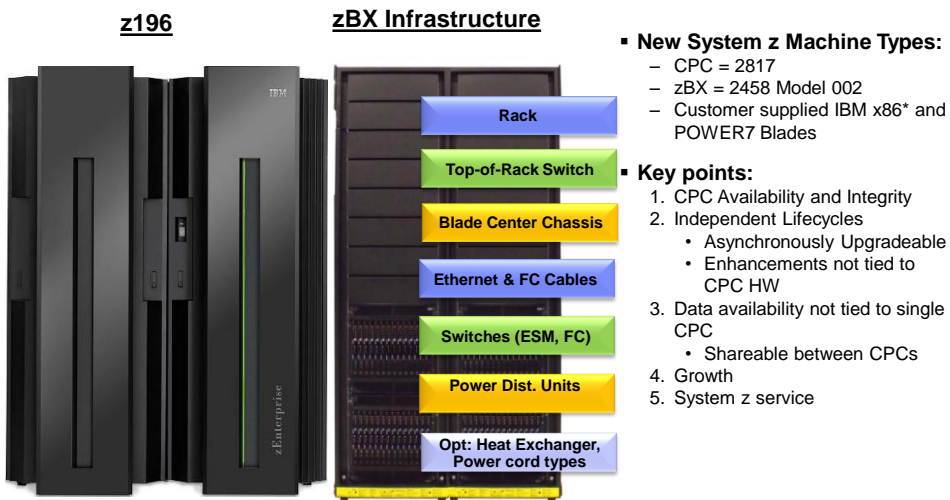 z196
zBX Infrastructure
IBM
zEnterprise
Rack
Top-of-Rack Switch
Blade Center Chassis
Ethernet & FC Cables
Switches (ESM, FC)
Power Dist. Units
Opt: Heat Exchanger,
Power cord types
▪ New System z Machine Types:
– CPC = 2817
– zBX = 2458 Model 002
– Customer supplied IBM x86* and
POWER7 Blades
▪ Key points:
1. CPC Availability and Integrity
2. Independent Lifecycles
• Asynchronously Upgradeable
• Enhancements not tied to
CPC HW
3. Data availability not tied to single
CPC
• Shareable between CPCs
4. Growth
5. System z service